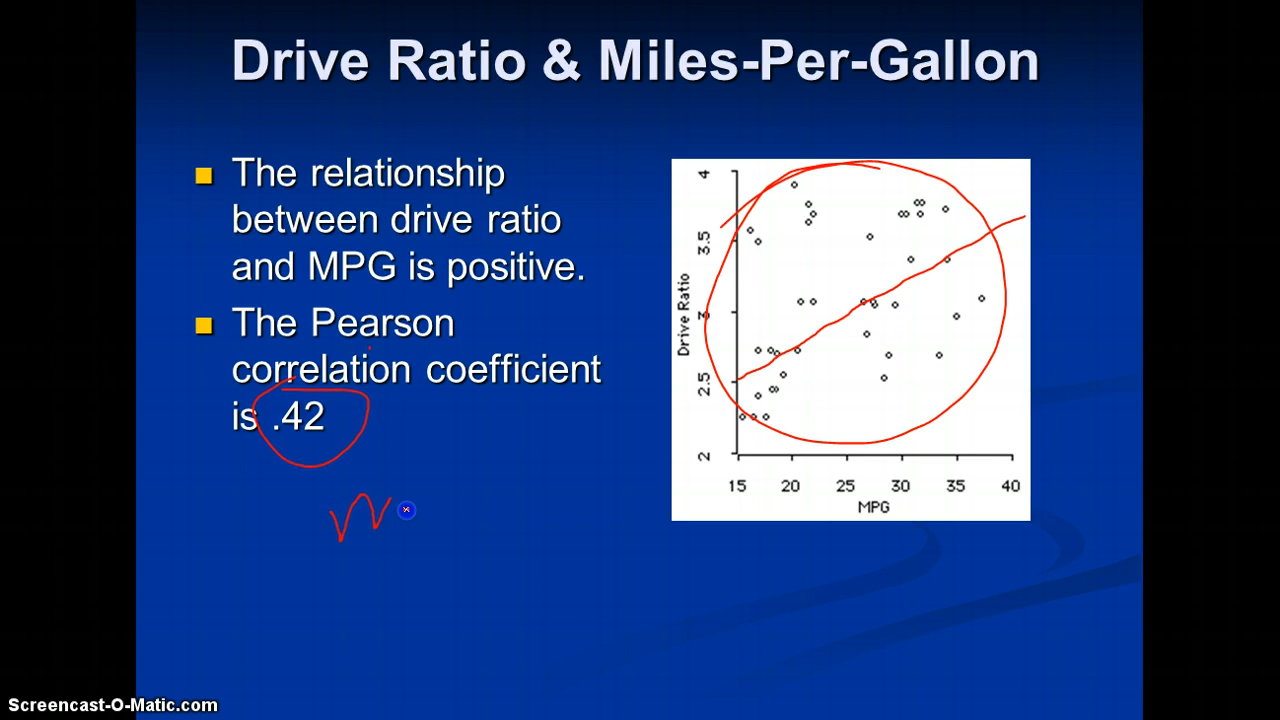 Drive Ratio & Miles-Per-Gallon
The relationship
between drive ratio
and MPG is positive.
The Pearson
correlation coefficient
is .42
Drive Ratio
4
3.5
3
2.5
2
15 20 25 30 35 40
MPG
Screencast-O-Matic.com